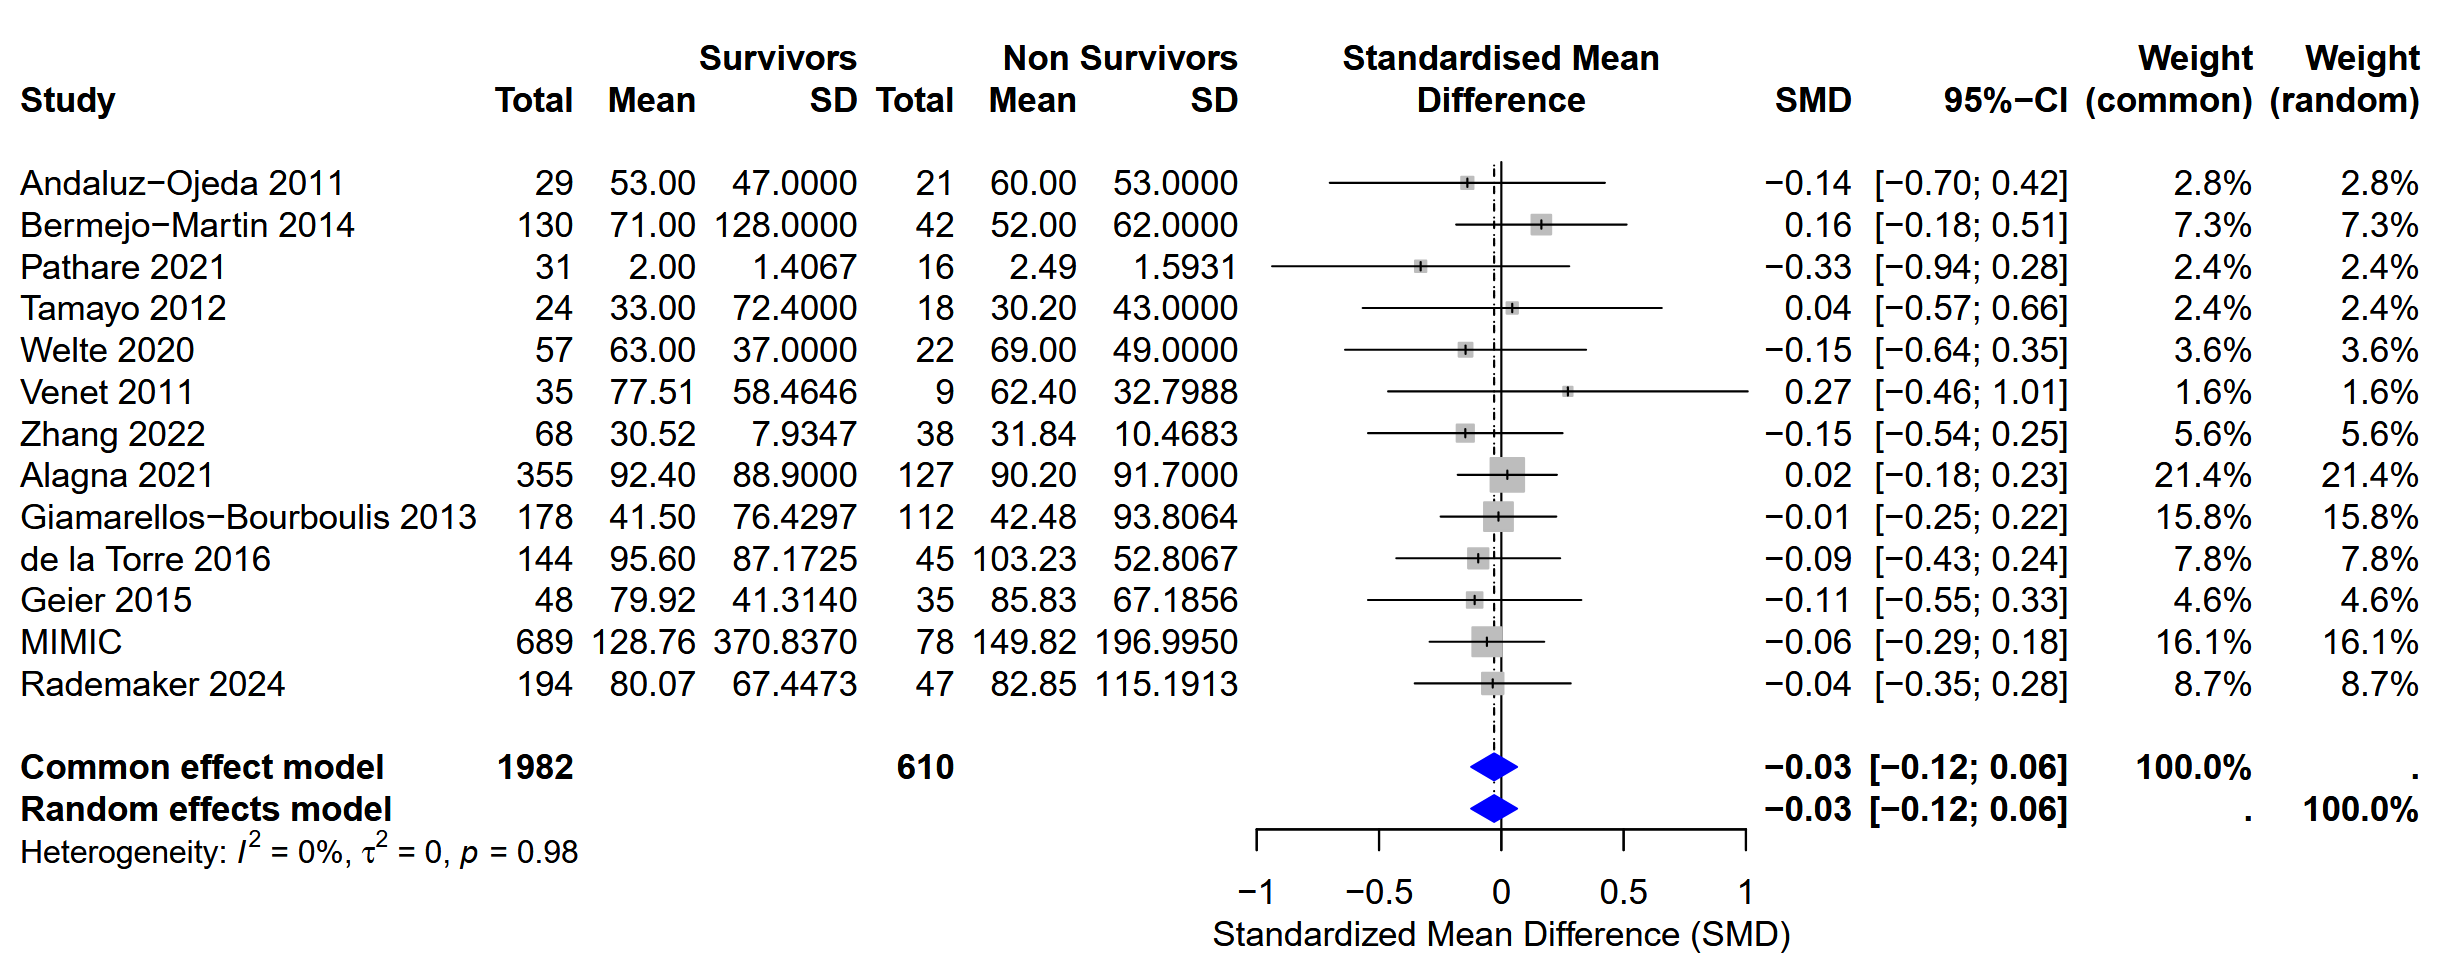 Survivors Non Survivors Standardised Mean Weight Weight
Study Total Mean SD Total Mean SD Difference SMD 95%−CI (common) (random)
Andaluz−Ojeda 2011 29 53.00 47.0000 21 60.00 53.0000 −0.14 [−0.70; 0.42] 2.8% 2.8%
Bermejo−Martin 2014 130 71.00 128.0000 42 52.00 62.0000 0.16 [−0.18; 0.51] 7.3% 7.3%
Pathare 2021 31 2.00 1.4067 16 2.49 1.5931 −0.33 [−0.94; 0.28] 2.4% 2.4%
Tamayo 2012 24 33.00 72.4000 18 30.20 43.0000 0.04 [−0.57; 0.66] 2.4% 2.4%
Welte 2020 57 63.00 37.0000 22 69.00 49.0000 −0.15 [−0.64; 0.35] 3.6% 3.6%
Venet 2011 35 77.51 58.4646 9 62.40 32.7988 0.27 [−0.46; 1.01] 1.6% 1.6%
Zhang 2022 68 30.52 7.9347 38 31.84 10.4683 −0.15 [−0.54; 0.25] 5.6% 5.6%
Alagna 2021 355 92.40 88.9000 127 90.20 91.7000 0.02 [−0.18; 0.23] 21.4% 21.4%
Giamarellos−Bourboulis 2013 178 41.50 76.4297 112 42.48 93.8064 −0.01 [−0.25; 0.22] 15.8% 15.8%
de la Torre 2016 144 95.60 87.1725 45 103.23 52.8067 −0.09 [−0.43; 0.24] 7.8% 7.8%
Geier 2015 48 79.92 41.3140 35 85.83 67.1856 −0.11 [−0.55; 0.33] 4.6% 4.6%
MIMIC 689 128.76 370.8370 78 149.82 196.9950 −0.06 [−0.29; 0.18] 16.1% 16.1%
Rademaker 2024 194 80.07 67.4473 47 82.85 115.1913 −0.04 [−0.35; 0.28] 8.7% 8.7%
Common effect model 1982 610 −0.03 [−0.12; 0.06] 100.0% .
Random effects model −0.03 [−0.12; 0.06] . 100.0%
Heterogeneity: I² = 0%, τ² = 0, p = 0.98
−1 −0.5 0 0.5 1
Standardized Mean Difference (SMD)